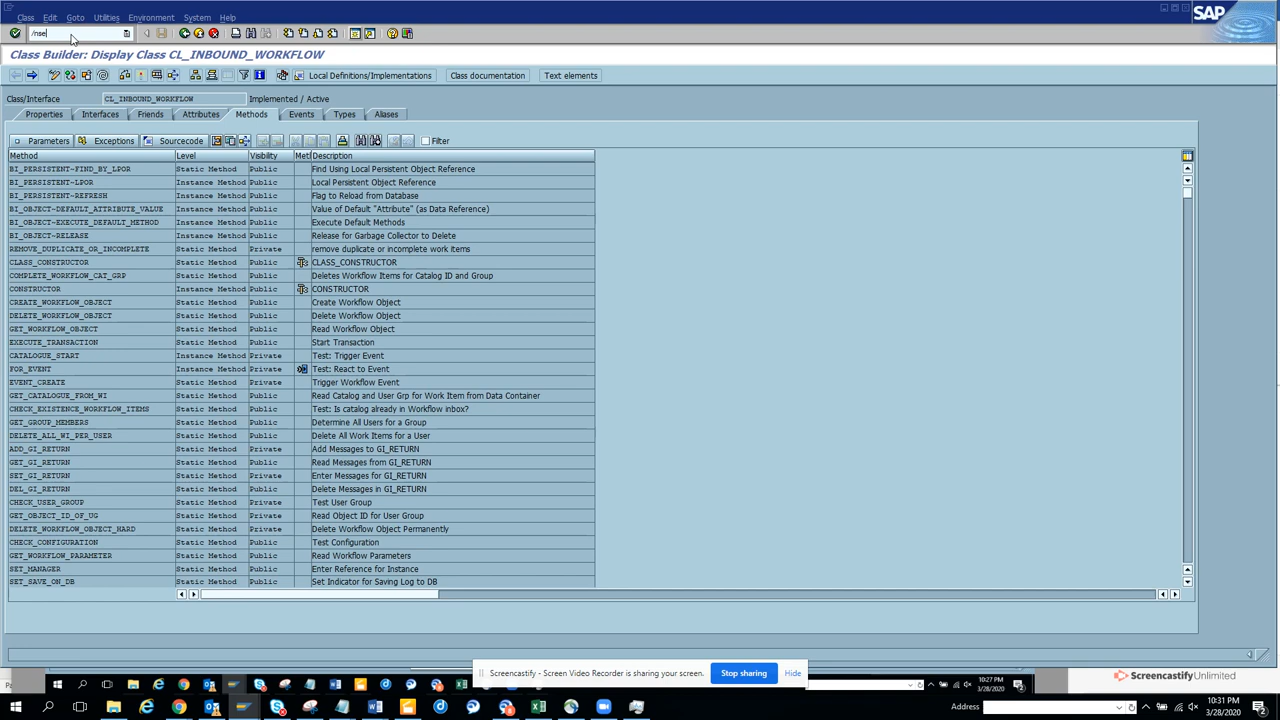 Class Edit Goto Utilities Environment System Help
SAP
/nse
Class Builder: Display Class CL_INBOUND_WORKFLOW
Local Definitions/Implementations Class documentation Text elements
Class/Interface CL_INBOUND_WORKFLOW Implemented / Active
Properties Interfaces Friends Attributes Methods Events Types Aliases
Parameters Exceptions Sourcecode Filter
Method Level Visibility Met Description
BI_PERSISTENT~FIND_BY_LPOR Static Method Public Find Using Local Persistent Object Reference
BI_PERSISTENT~LPOR Instance Method Public Local Persistent Object Reference
BI_PERSISTENT~REFRESH Instance Method Public Flag to Reload from Database
BI_OBJECT~DEFAULT_ATTRIBUTE_VALUE Instance Method Public Value of Default "Attribute" (as Data Reference)
BI_OBJECT~EXECUTE_DEFAULT_METHOD Instance Method Public Execute Default Methods
BI_OBJECT~RELEASE Instance Method Public Release for Garbage Collector to Delete
REMOVE_DUPLICATE_OR_INCOMPLETE Static Method Private remove duplicate or incomplete work items
CLASS_CONSTRUCTOR Static Method Public CLASS_CONSTRUCTOR
COMPLETE_WORKFLOW_CAT_GRP Static Method Public Deletes Workflow Items for Catalog ID and Group
CONSTRUCTOR Instance Method Public CONSTRUCTOR
CREATE_WORKFLOW_OBJECT Static Method Public Create Workflow Object
DELETE_WORKFLOW_OBJECT Static Method Public Delete Workflow Object
GET_WORKFLOW_OBJECT Static Method Public Read Workflow Object
EXECUTE_TRANSACTION Static Method Public Start Transaction
CATALOGUE_START Instance Method Private Test: Trigger Event
FOR_EVENT Instance Method Private Test: React to Event
EVENT_CREATE Static Method Private Trigger Workflow Event
GET_CATALOGUE_FROM_WI Static Method Public Read Catalog and User Grp for Work Item from Data Container
CHECK_EXISTENCE_WORKFLOW_ITEMS Static Method Public Test: Is catalog already in Workflow inbox?
GET_GROUP_MEMBERS Static Method Public Determine All Users for a Group
DELETE_ALL_WI_PER_USER Static Method Public Delete All Work Items for a User
ADD_GI_RETURN Static Method Private Add Messages to GI_RETURN
GET_GI_RETURN Static Method Public Read Messages from GI_RETURN
SET_GI_RETURN Static Method Private Enter Messages for GI_RETURN
DEL_GI_RETURN Static Method Public Delete Messages in GI_RETURN
CHECK_USER_GROUP Static Method Private Test User Group
GET_OBJECT_ID_OF_UG Static Method Private Read Object ID for User Group
DELETE_WORKFLOW_OBJECT_HARD Static Method Private Delete Workflow Object Permanently
CHECK_CONFIGURATION Static Method Public Test Configuration
GET_WORKFLOW_PARAMETER Static Method Public Read Workflow Parameters
SET_MANAGER Static Method Public Enter Reference for Instance
SET_SAVE_ON_DB Static Method Public Set Indicator for Saving Log to DB
Screencastify - Screen Video Recorder is sharing your screen. Stop sharing Hide
Screencastify Unlimited
10:27 PM
3/28/2020
Address
10:31 PM
3/28/2020